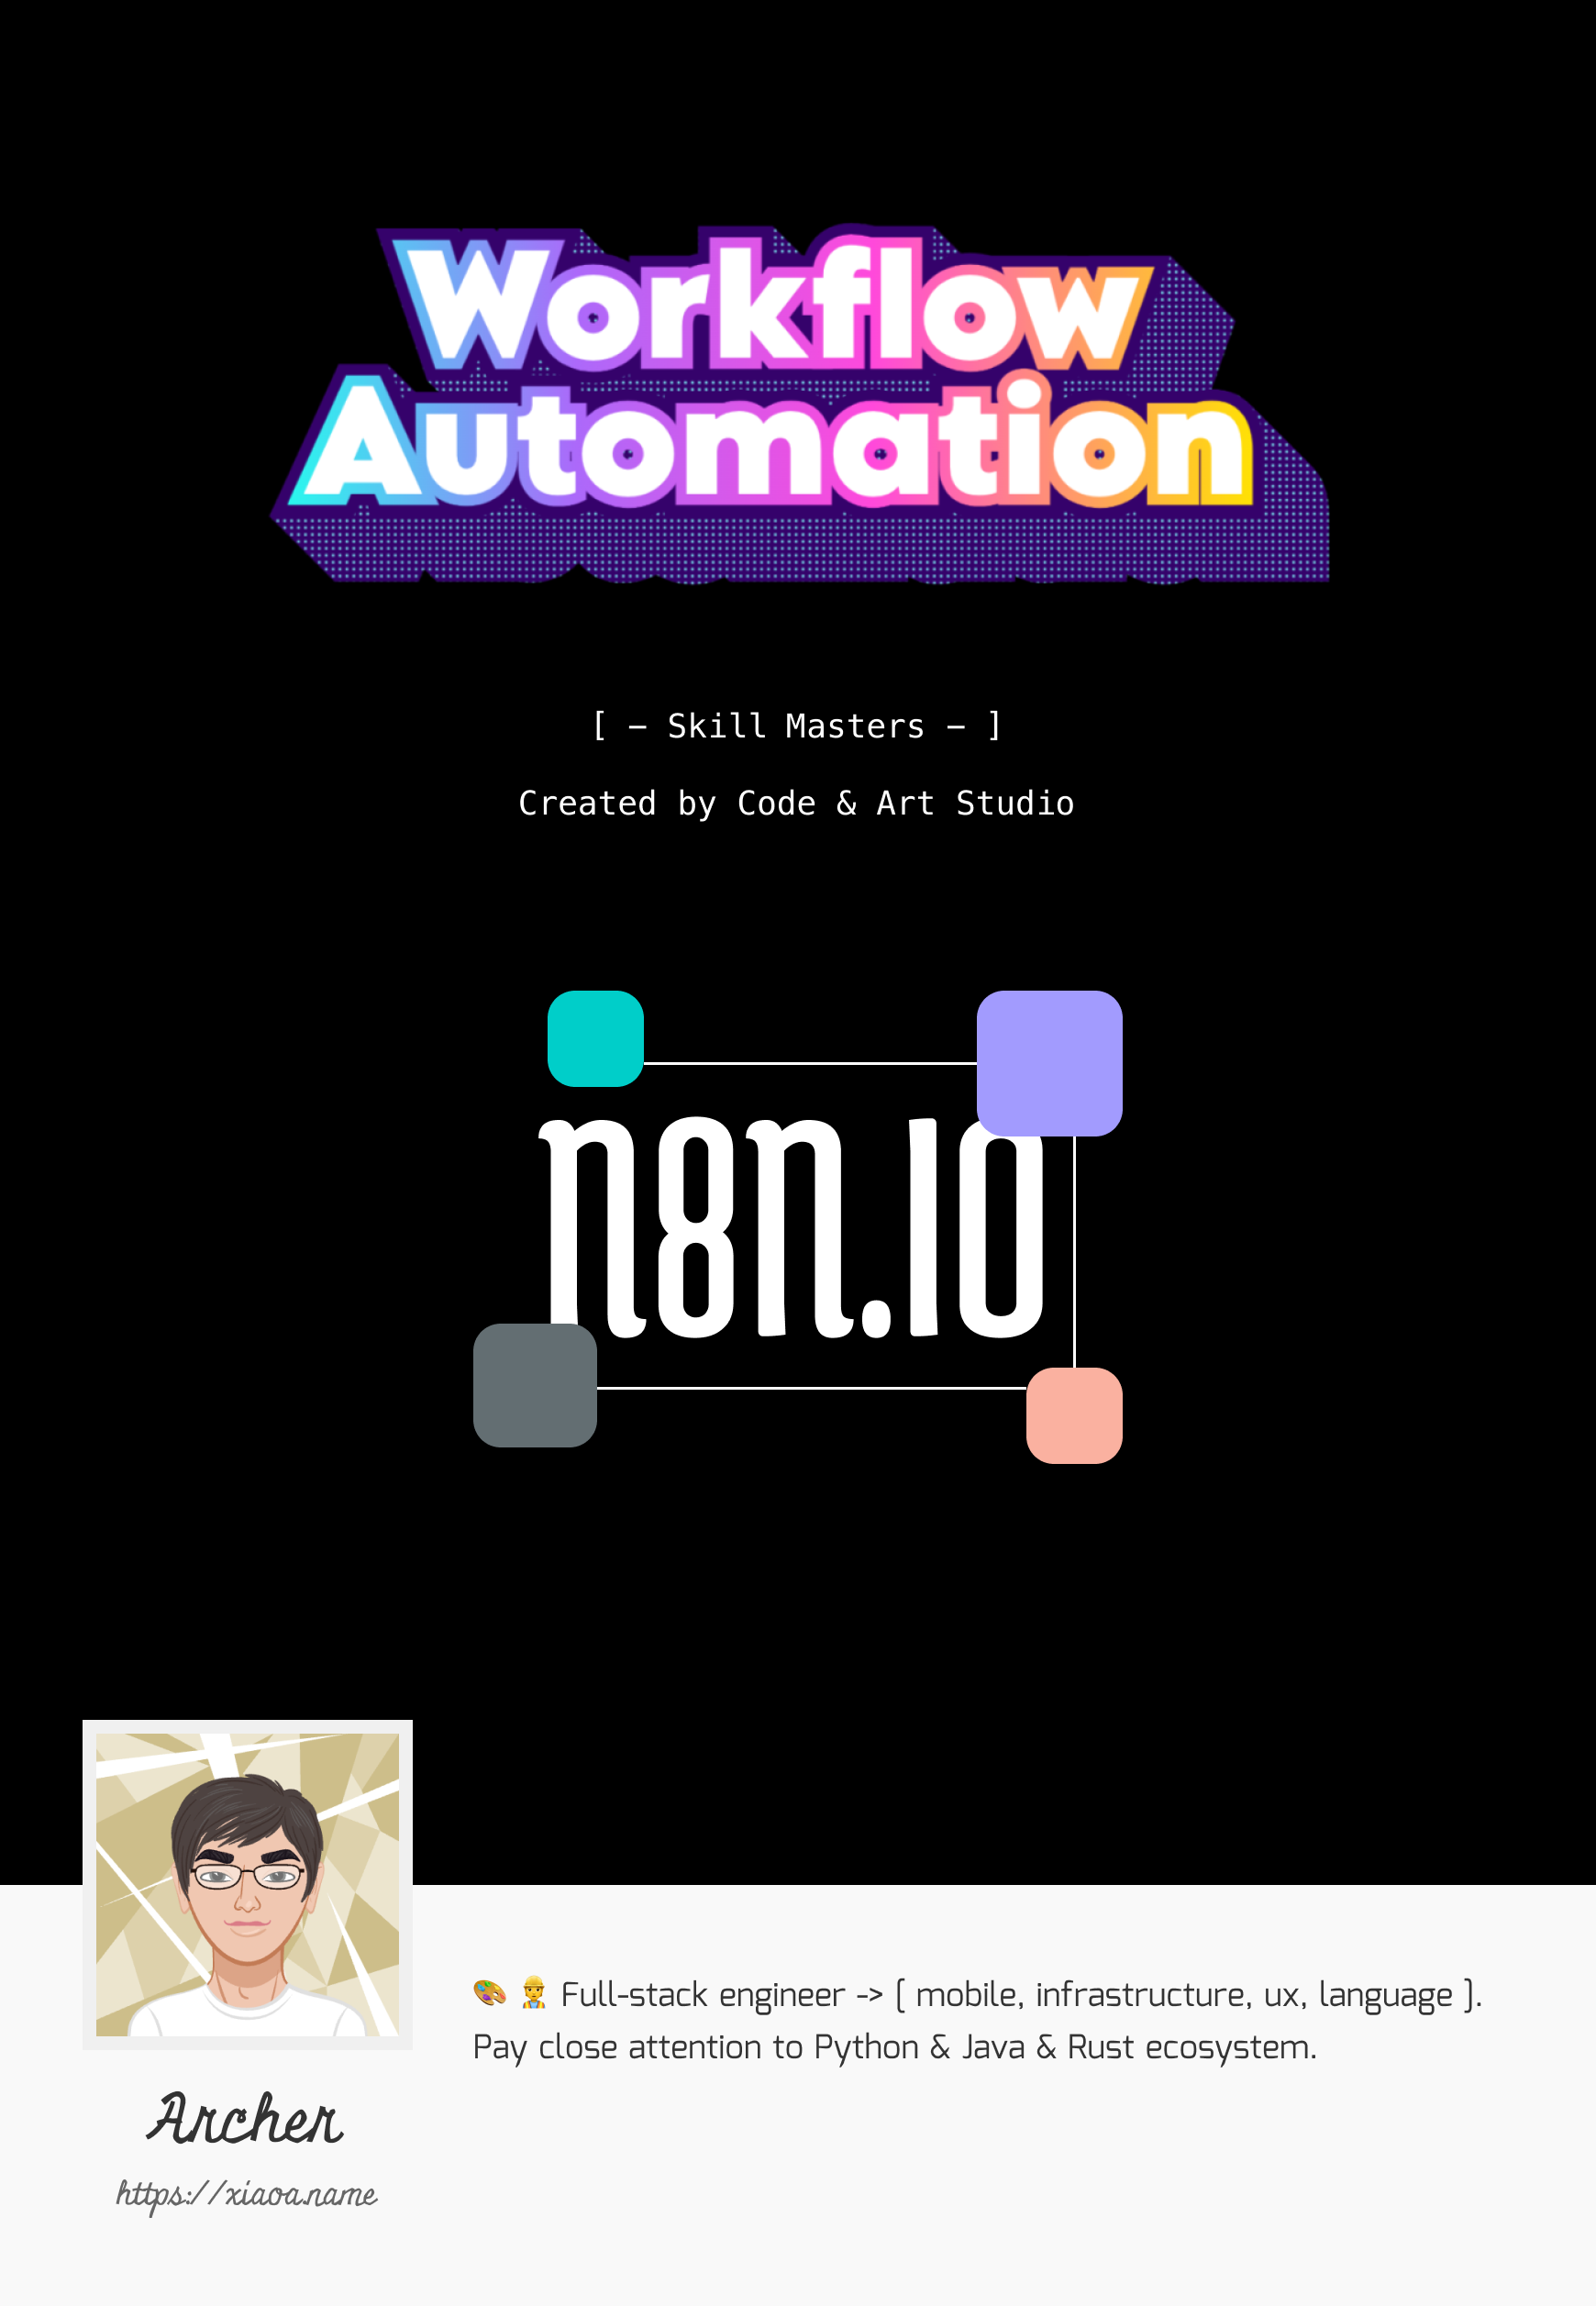 Workflow
Automation
[ – Skill Masters – ]
Created by Code & Art Studio
n8n.io
🎨 👷 Full-stack engineer -> [ mobile, infrastructure, ux, language ].
Pay close attention to Python & Java & Rust ecosystem.
Archer
https://xiaoa.name